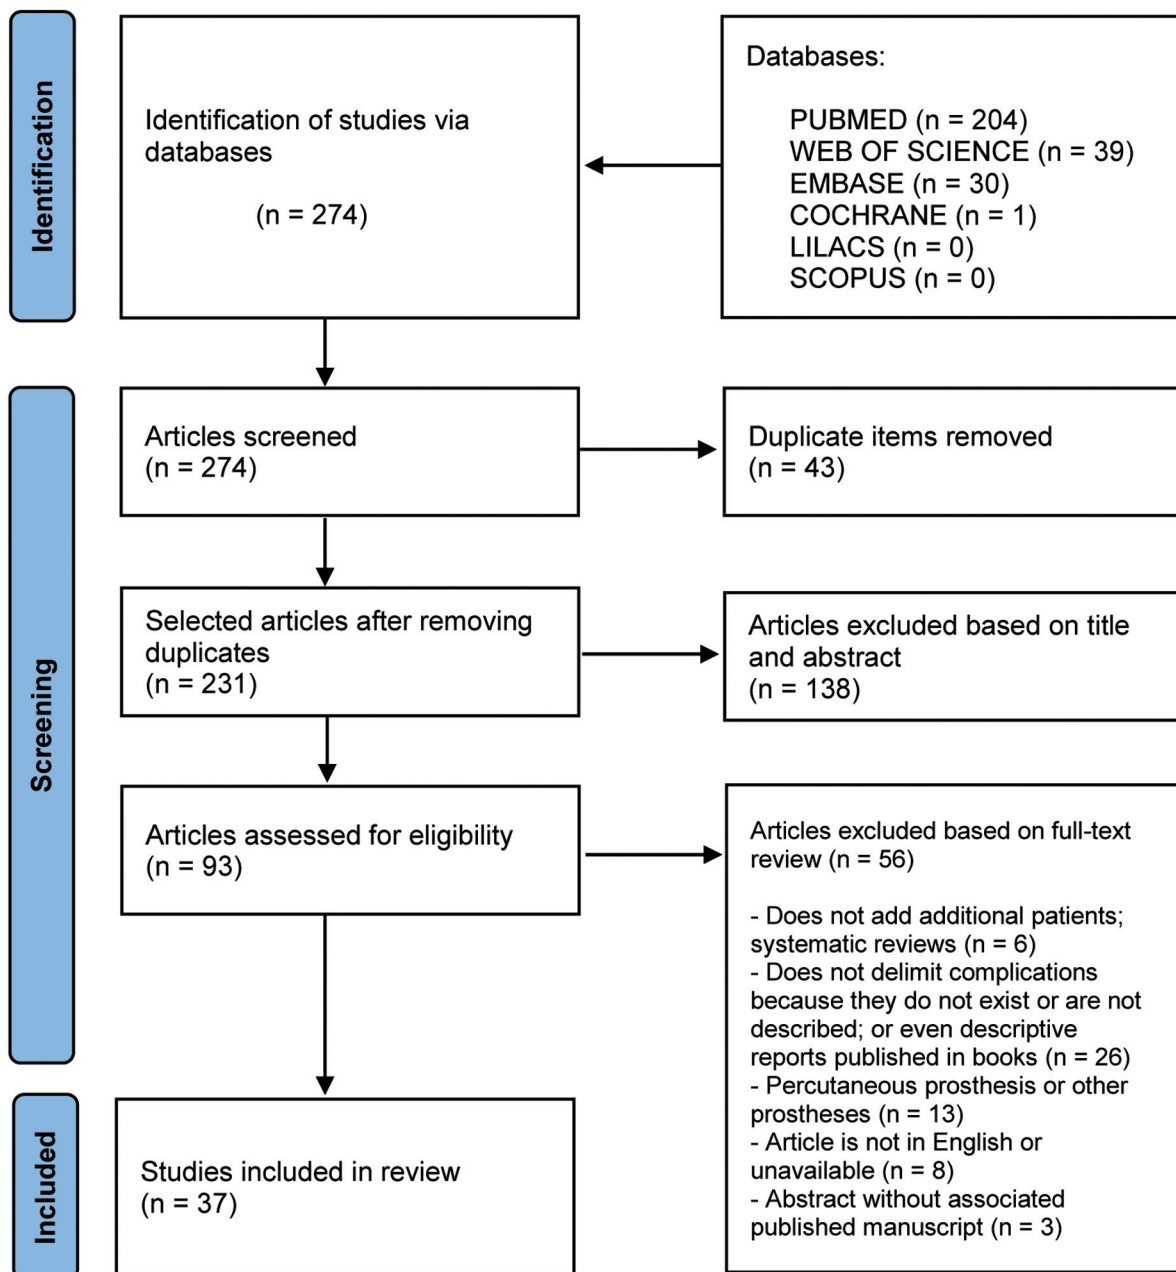 Identification
Identification of studies via
databases
(n = 274)
Databases:
PUBMED (n = 204)
WEB OF SCIENCE (n = 39)
EMBASE (n = 30)
COCHRANE (n = 1)
LILACS (n = 0)
SCOPUS (n = 0)
Screening
Articles screened
(n = 274)
Duplicate items removed
(n = 43)
Selected articles after removing
duplicates
(n = 231)
Articles excluded based on title
and abstract
(n = 138)
Articles assessed for eligibility
(n = 93)
Articles excluded based on full-text
review (n = 56)
- Does not add additional patients;
systematic reviews (n = 6)
- Does not delimit complications
because they do not exist or are not
described; or even descriptive
reports published in books (n = 26)
- Percutaneous prosthesis or other
prostheses (n = 13)
- Article is not in English or
unavailable (n = 8)
- Abstract without associated
published manuscript (n = 3)
Included
Studies included in review
(n = 37)